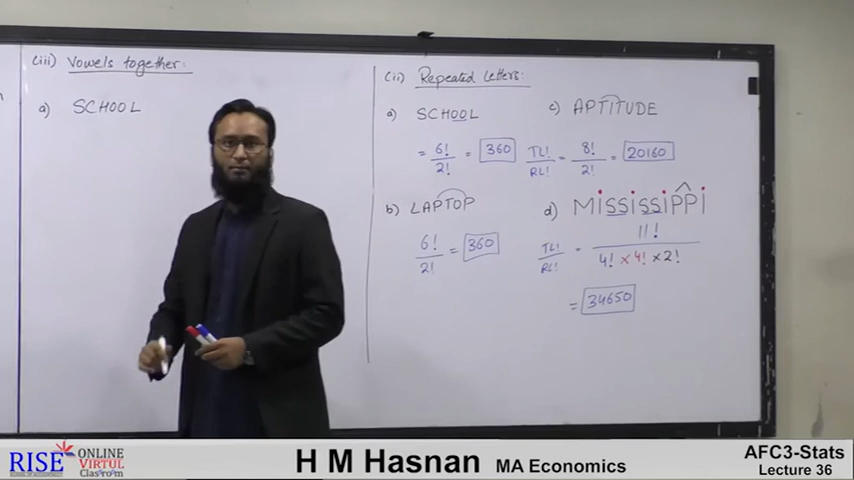 (iii) Vowels together:
a) SCHOOL
(ii) Repeated letters:
a) SCHOOL
= 6!/2! = 360
b) LAPTOP
6!/2! = 360
c) APTITUDE
TL!/RL! = 8!/2! = 20160
d) MiSSiSSiPPi
TL!/RL! = 11!/4! × 4! × 2!
= 34650
RISE ONLINE VIRTUL Classroom
H M Hasnan MA Economics
AFC3-Stats
Lecture 36